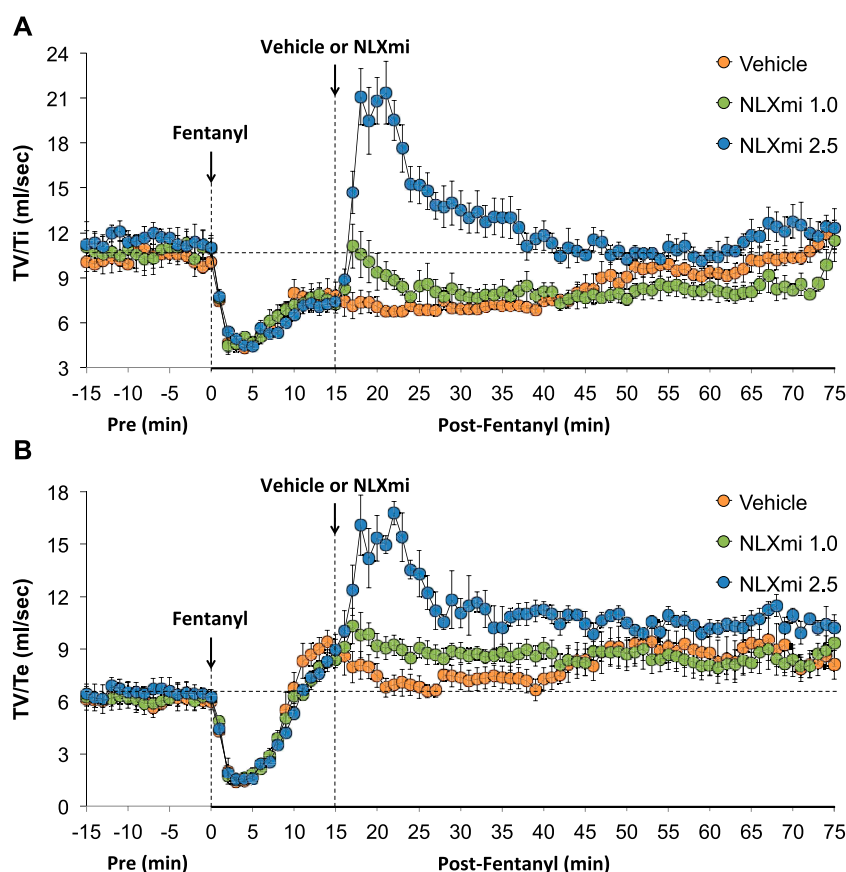 A
Vehicle or NLXmi
Fentanyl
Vehicle
NLXmi 1.0
NLXmi 2.5
TV/Ti (ml/sec)
24
21
18
15
12
9
6
3
-15 -10 -5 0 5 10 15 20 25 30 35 40 45 50 55 60 65 70 75
Pre (min) Post-Fentanyl (min)
B
Vehicle or NLXmi
Fentanyl
Vehicle
NLXmi 1.0
NLXmi 2.5
TV/Te (ml/sec)
18
15
12
9
6
3
0
-15 -10 -5 0 5 10 15 20 25 30 35 40 45 50 55 60 65 70 75
Pre (min) Post-Fentanyl (min)